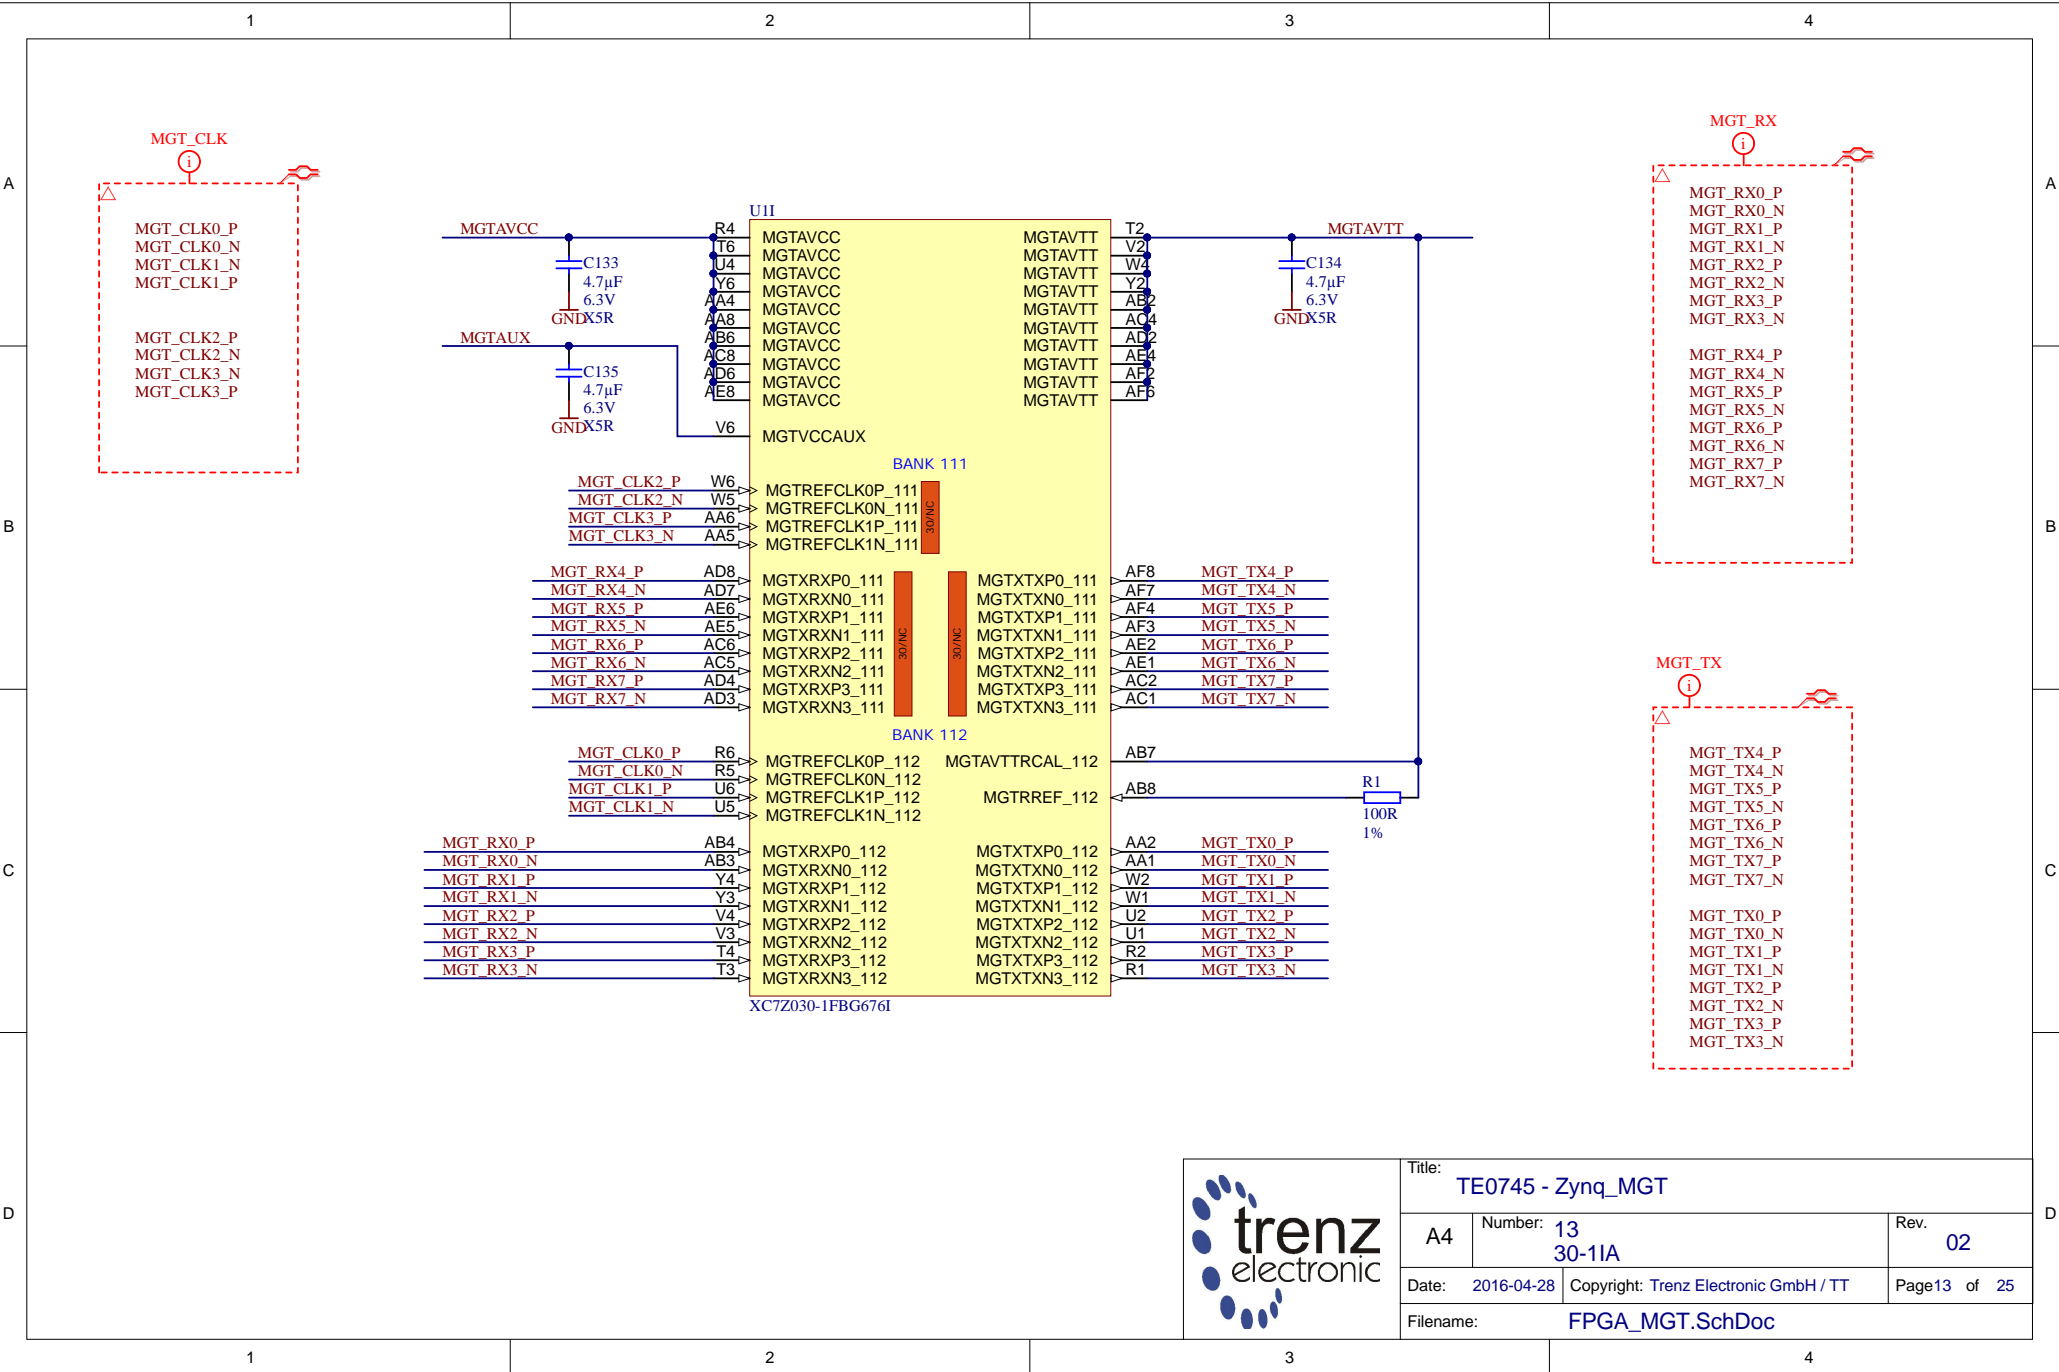 1 2 3 4
A A
B B
C C
D D
MGT_CLK
MGT_CLK0_P
MGT_CLK0_N
MGT_CLK1_N
MGT_CLK1_P
MGT_CLK2_P
MGT_CLK2_N
MGT_CLK3_N
MGT_CLK3_P
U1I
MGTAVCC R4 MGTAVCC MGTAVTT T2 MGTAVTT
T6 MGTAVCC MGTAVTT V2
U4 MGTAVCC MGTAVTT W4
Y6 MGTAVCC MGTAVTT Y2
AA4 MGTAVCC MGTAVTT AB2
AA8 MGTAVCC MGTAVTT AC4
AB6 MGTAVCC MGTAVTT AD2
AC8 MGTAVCC MGTAVTT AE4
AD6 MGTAVCC MGTAVTT AF2
AE8 MGTAVCC MGTAVTT AF6
C133
4.7µF
6.3V
X5R
GND
C134
4.7µF
6.3V
X5R
GND
MGTAUX
C135
4.7µF
6.3V
X5R
GND
V6 MGTVCCAUX
BANK 111
MGT_CLK2_P W6 MGTREFCLK0P_111
MGT_CLK2_N W5 MGTREFCLK0N_111
MGT_CLK3_P AA6 MGTREFCLK1P_111
MGT_CLK3_N AA5 MGTREFCLK1N_111
30/NC
MGT_RX4_P AD8 MGTXRXP0_111 MGTXTXP0_111 AF8 MGT_TX4_P
MGT_RX4_N AD7 MGTXRXN0_111 MGTXTXN0_111 AF7 MGT_TX4_N
MGT_RX5_P AE6 MGTXRXP1_111 MGTXTXP1_111 AF4 MGT_TX5_P
MGT_RX5_N AE5 MGTXRXN1_111 MGTXTXN1_111 AF3 MGT_TX5_N
MGT_RX6_P AC6 MGTXRXP2_111 MGTXTXP2_111 AE2 MGT_TX6_P
MGT_RX6_N AC5 MGTXRXN2_111 MGTXTXN2_111 AE1 MGT_TX6_N
MGT_RX7_P AD4 MGTXRXP3_111 MGTXTXP3_111 AC2 MGT_TX7_P
MGT_RX7_N AD3 MGTXRXN3_111 MGTXTXN3_111 AC1 MGT_TX7_N
30/NC 30/NC
BANK 112
MGT_CLK0_P R6 MGTREFCLK0P_112 MGTAVTTRCAL_112 AB7
MGT_CLK0_N R5 MGTREFCLK0N_112
MGT_CLK1_P U6 MGTREFCLK1P_112 MGTRREF_112 AB8
MGT_CLK1_N U5 MGTREFCLK1N_112
R1
100R
1%
MGT_RX0_P AB4 MGTXRXP0_112 MGTXTXP0_112 AA2 MGT_TX0_P
MGT_RX0_N AB3 MGTXRXN0_112 MGTXTXN0_112 AA1 MGT_TX0_N
MGT_RX1_P Y4 MGTXRXP1_112 MGTXTXP1_112 W2 MGT_TX1_P
MGT_RX1_N Y3 MGTXRXN1_112 MGTXTXN1_112 W1 MGT_TX1_N
MGT_RX2_P V4 MGTXRXP2_112 MGTXTXP2_112 U2 MGT_TX2_P
MGT_RX2_N V3 MGTXRXN2_112 MGTXTXN2_112 U1 MGT_TX2_N
MGT_RX3_P T4 MGTXRXP3_112 MGTXTXP3_112 R2 MGT_TX3_P
MGT_RX3_N T3 MGTXRXN3_112 MGTXTXN3_112 R1 MGT_TX3_N
XC7Z030-1FBG676I
MGT_RX
i
MGT_RX0_P
MGT_RX0_N
MGT_RX1_P
MGT_RX1_N
MGT_RX2_P
MGT_RX2_N
MGT_RX3_P
MGT_RX3_N
MGT_RX4_P
MGT_RX4_N
MGT_RX5_P
MGT_RX5_N
MGT_RX6_P
MGT_RX6_N
MGT_RX7_P
MGT_RX7_N
MGT_TX
i
MGT_TX4_P
MGT_TX4_N
MGT_TX5_P
MGT_TX5_N
MGT_TX6_P
MGT_TX6_N
MGT_TX7_P
MGT_TX7_N
MGT_TX0_P
MGT_TX0_N
MGT_TX1_P
MGT_TX1_N
MGT_TX2_P
MGT_TX2_N
MGT_TX3_P
MGT_TX3_N
trenz
electronic
Title:
TE0745 - Zynq_MGT
A4 Number: 13
30-1IA
Rev.
02
Date: 2016-04-28 Copyright: Trenz Electronic GmbH / TT Page13 of 25
Filename: FPGA_MGT.SchDoc
1 2 3 4